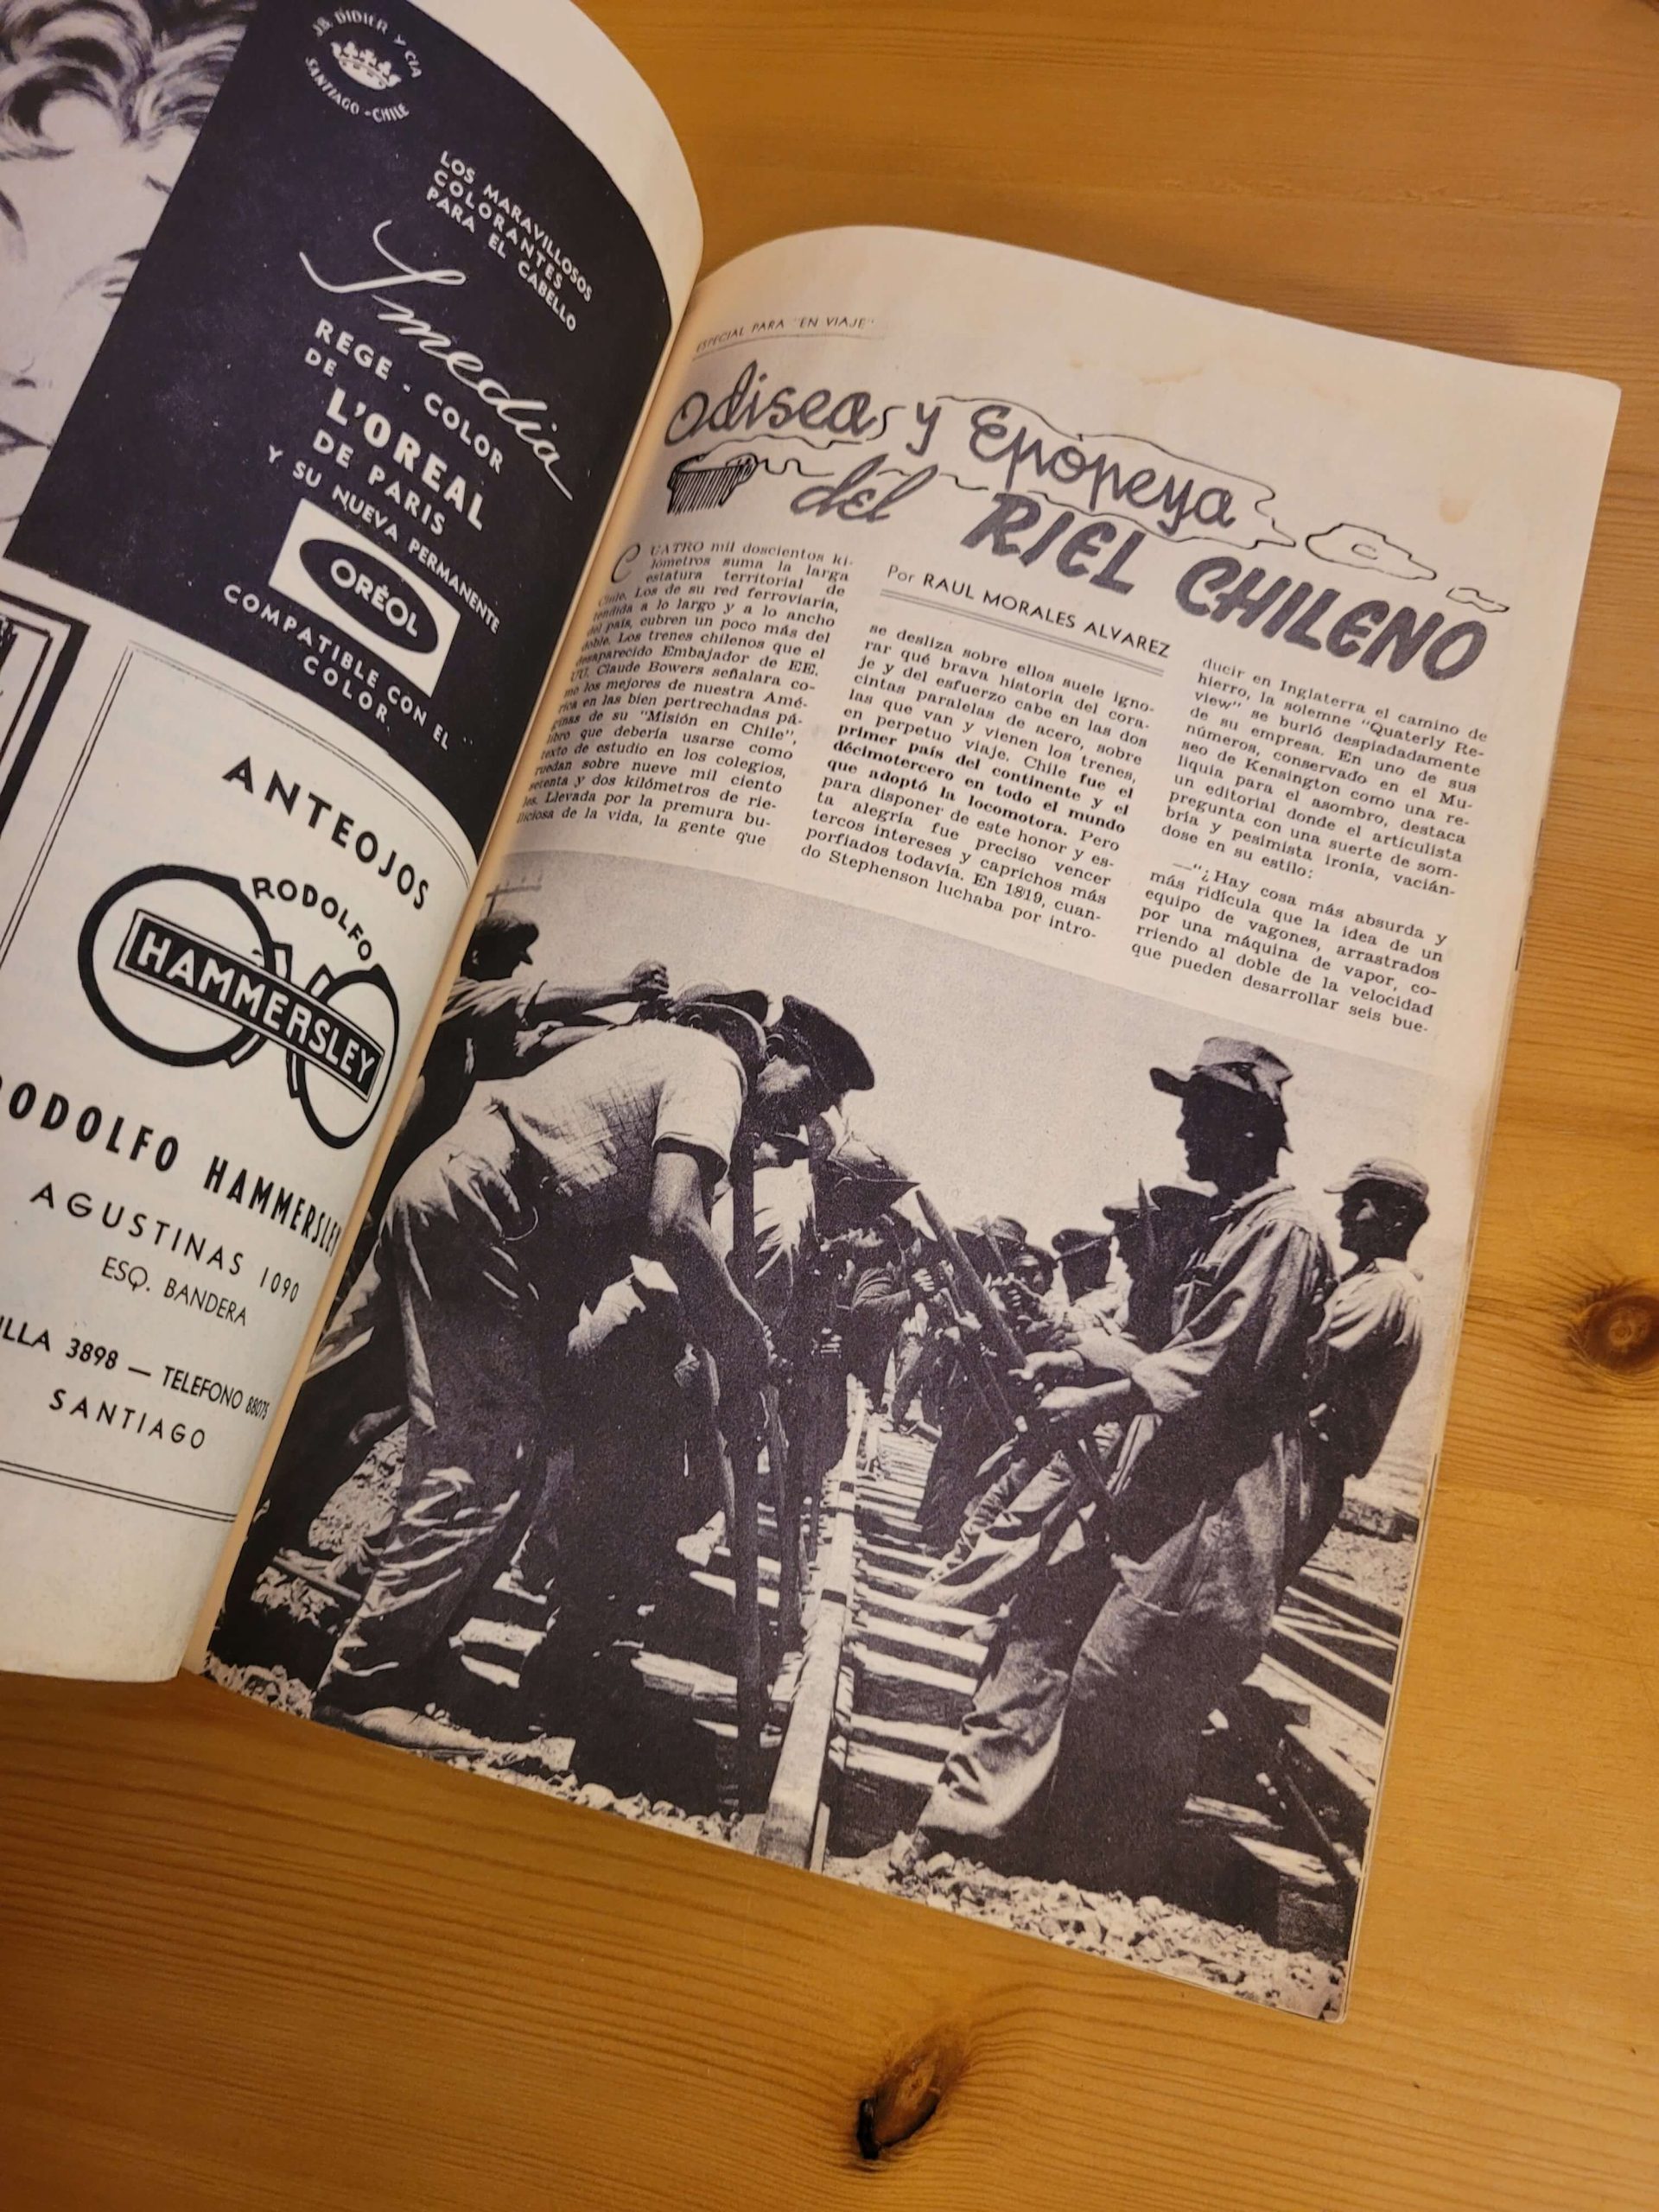 JB. DIDIER Y CIA
SANTIAGO - CHILE
LOS MARAVILLOSOS
COLORANTES
PARA EL CABELLO
Imedia
REGE - COLOR
DE
L'OREAL
DE PARIS
Y SU NUEVA PERMANENTE
ORÉOL
COMPATIBLE CON EL
COLOR
ANTEOJOS
RODOLFO
HAMMERSLEY
RODOLFO HAMMERSLEY
AGUSTINAS 1090
ESQ. BANDERA
ILLA 3898 — TELEFONO 88075
SANTIAGO
ESPECIAL PARA "EN VIAJE"
Odisea y Epopeya
del RIEL CHILENO
Por RAUL MORALES ALVAREZ
CUATRO mil doscientos ki-
lómetros suma la larga
estatura territorial de
Chile. Los de su red ferroviaria,
tendida a lo largo y a lo ancho
del país, cubren un poco más del
doble. Los trenes chilenos que el
desaparecido Embajador de EE.
UU. Claude Bowers señalara co-
mo los mejores de nuestra Amé-
rica en las bien pertrechadas pá-
ginas de su "Misión en Chile",
libro que debería usarse como
texto de estudio en los colegios,
ruedan sobre nueve mil ciento
setenta y dos kilómetros de rie-
les. Llevada por la premura bu-
lliciosa de la vida, la gente que
se desliza sobre ellos suele igno-
rar qué brava historia del cora-
je y del esfuerzo cabe en las dos
cintas paralelas de acero, sobre
las que van y vienen los trenes,
en perpetuo viaje. Chile fue el
primer país del continente y el
décimotercero en todo el mundo
que adoptó la locomotora. Pero
para disponer de este honor y es-
ta alegría fue preciso vencer
tercos intereses y caprichos más
porfiados todavía. En 1819, cuan-
do Stephenson luchaba por intro-
ducir en Inglaterra el camino de
hierro, la solemne "Quaterly Re-
view" se burló despiadadamente
de su empresa. En uno de sus
números, conservado en el Mu-
seo de Kensington como una re-
liquia para el asombro, destaca
un editorial donde el articulista
pregunta con una suerte de som-
bría y pesimista ironía, vacián-
dose en su estilo:
—"¿Hay cosa más absurda y
más ridícula que la idea de un
equipo de vagones, arrastrados
por una máquina de vapor, co-
rriendo al doble de la velocidad
que pueden desarrollar seis bue-